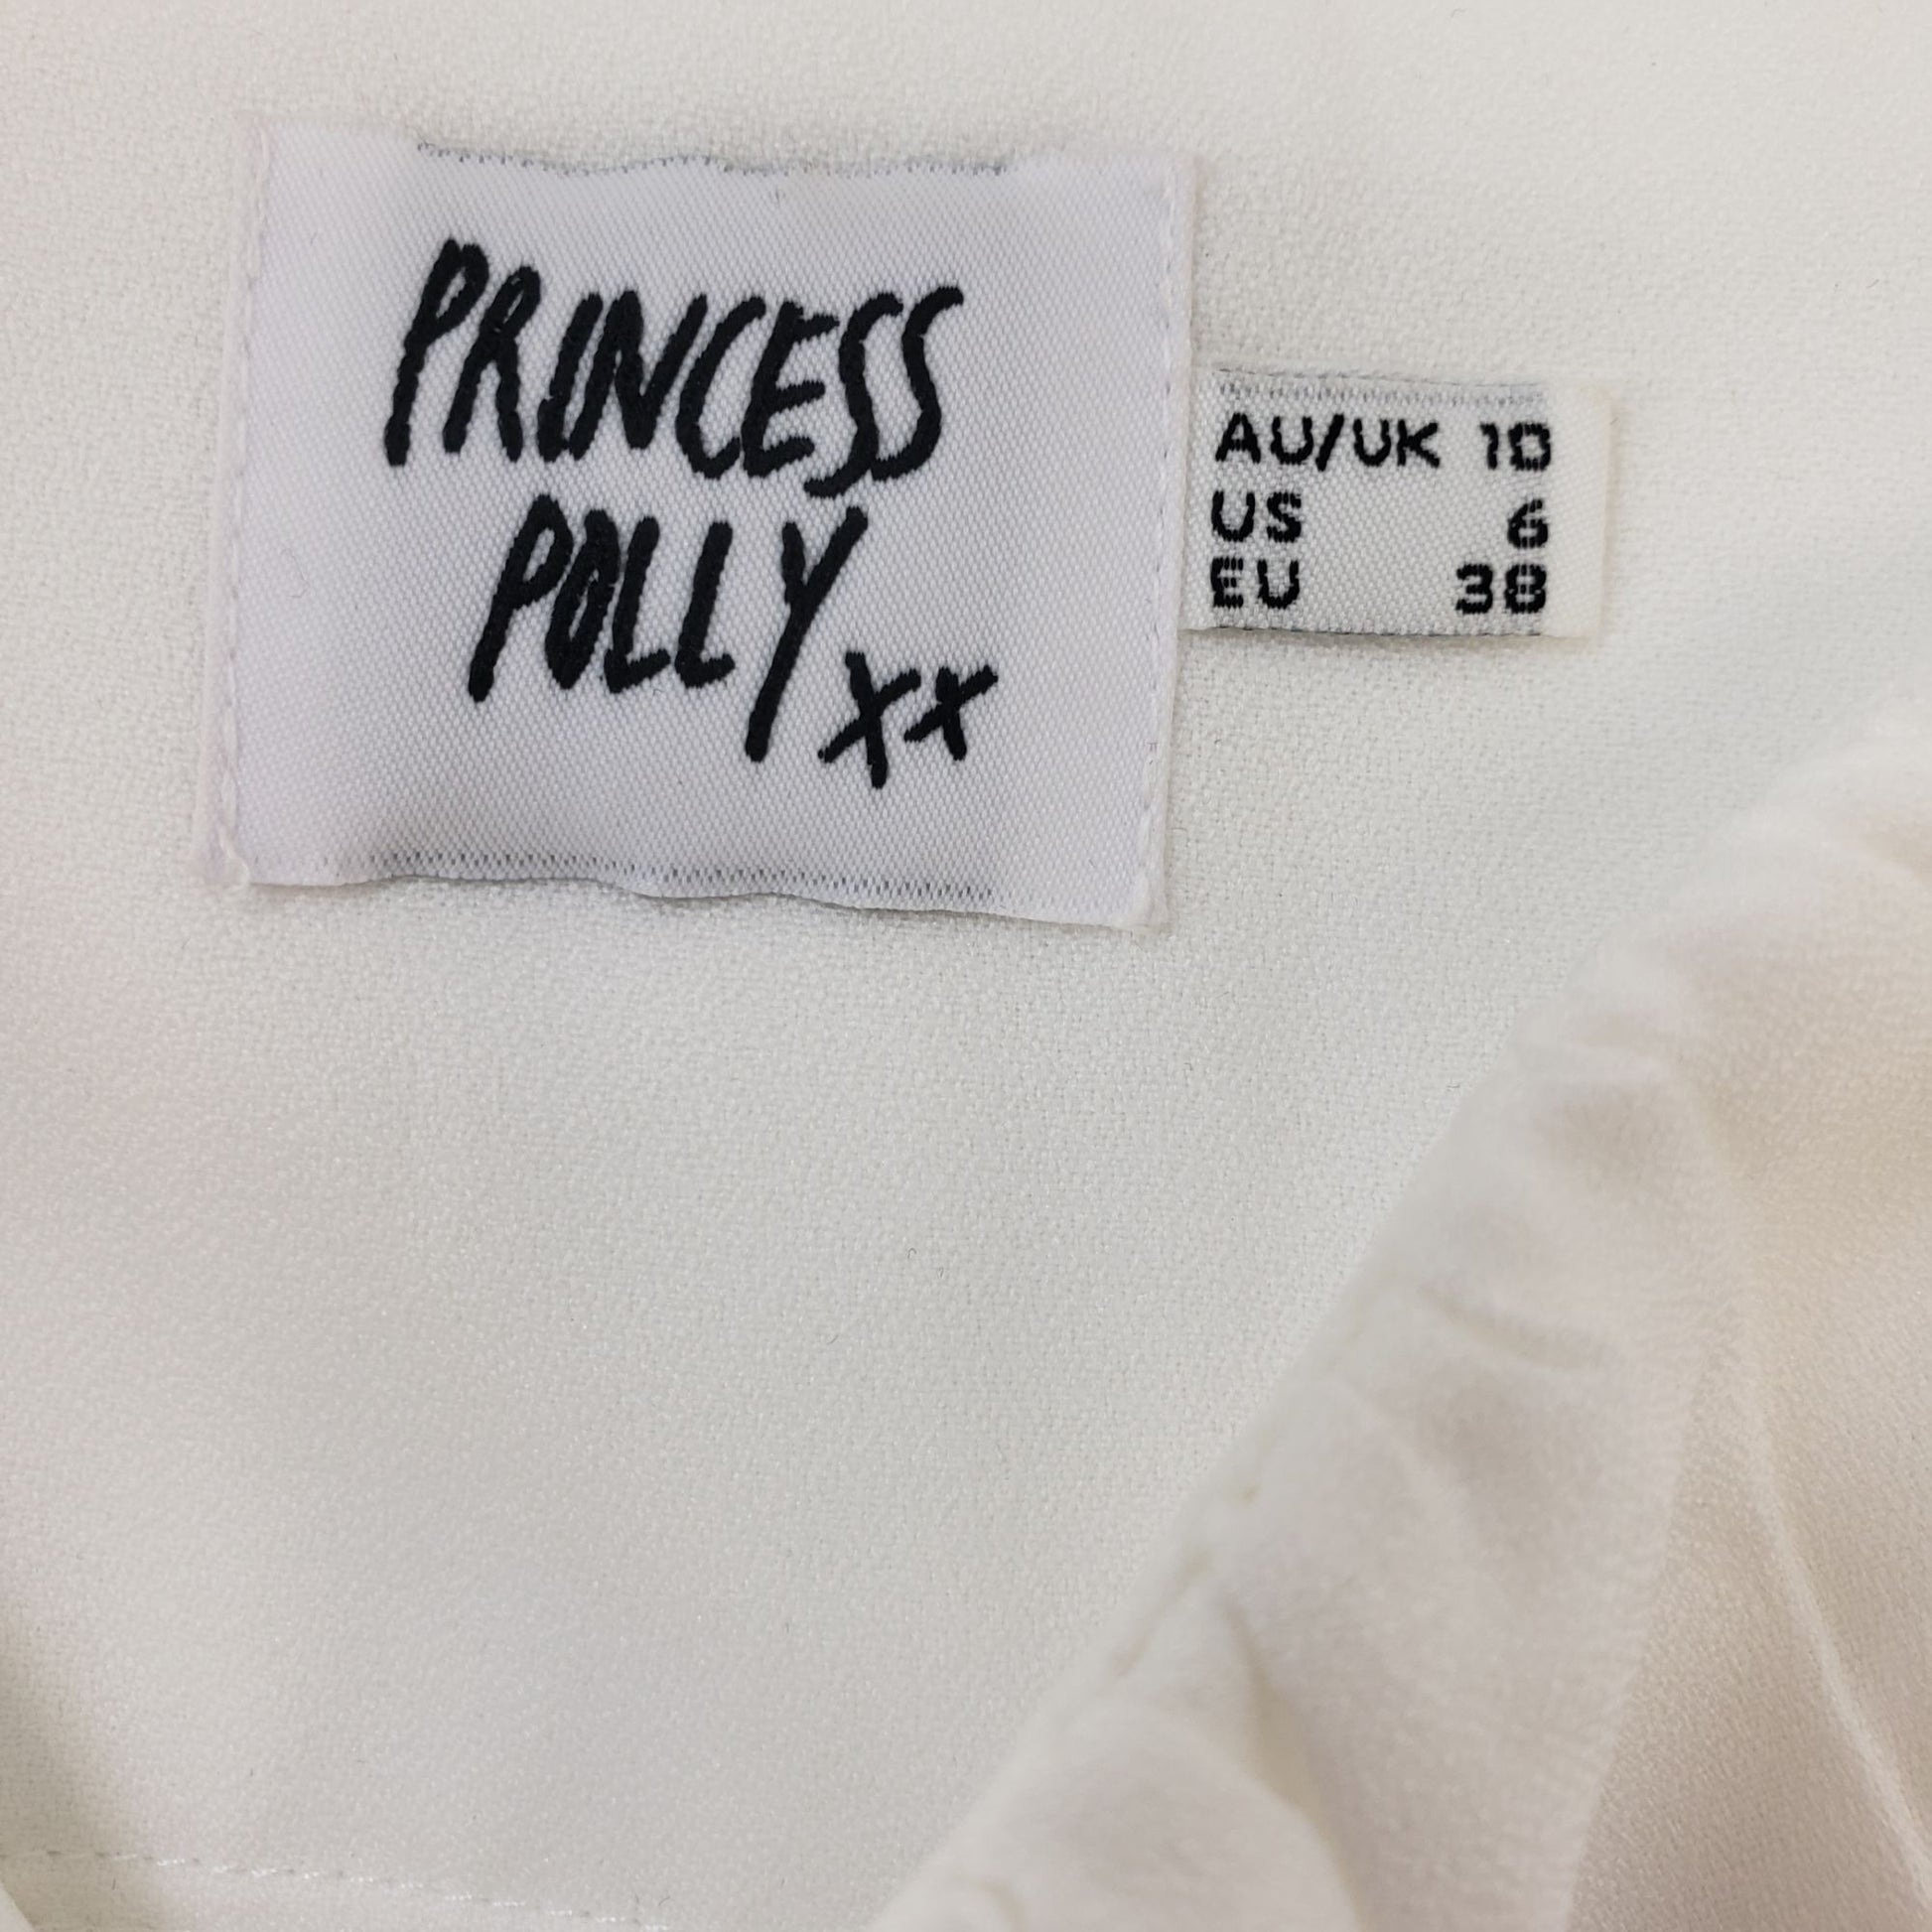 PRINCESS
POLLY xx
AU/UK 10
US 6
EU 38